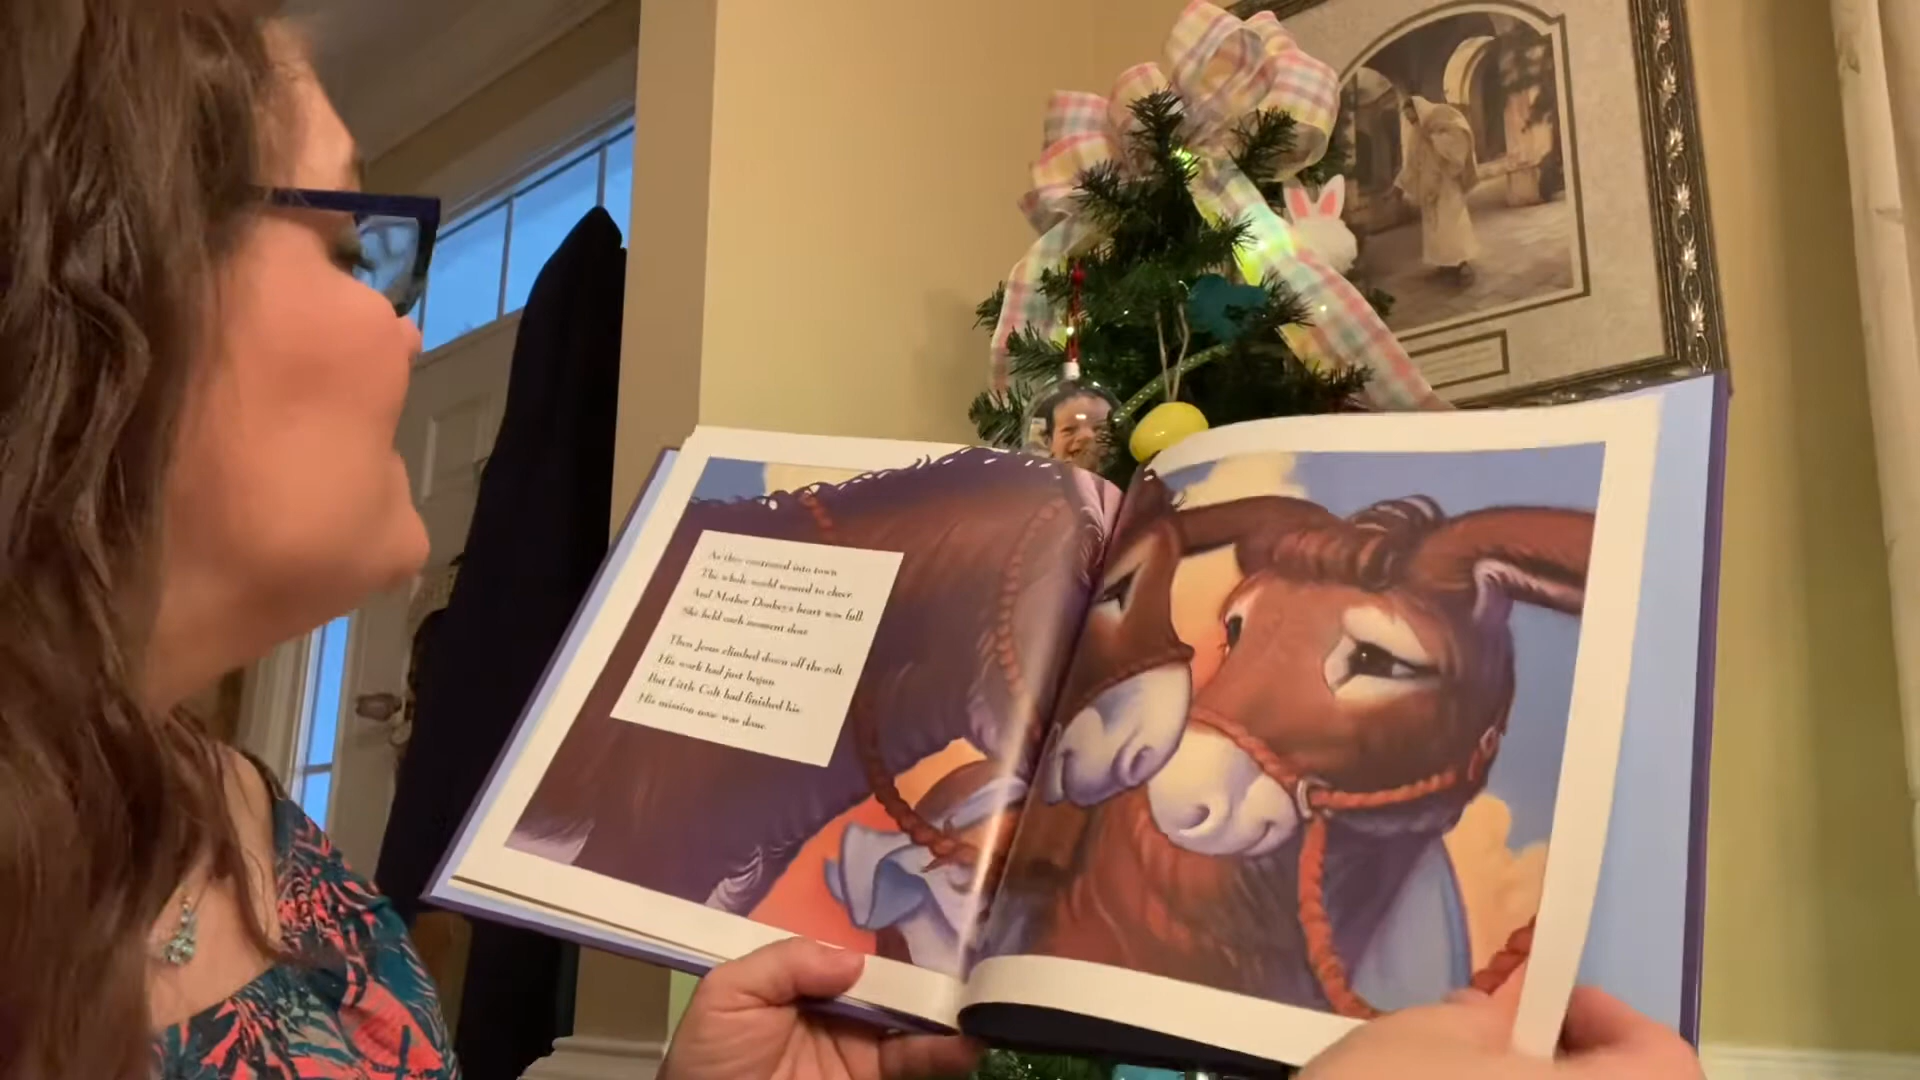 As they continued into town
The whole world seemed to cheer.
And Mother Donkey's heart was full.
She held each moment dear.
Then Jesus climbed down off the colt.
His work had just begun.
But Little Colt had finished his.
His mission now was done.